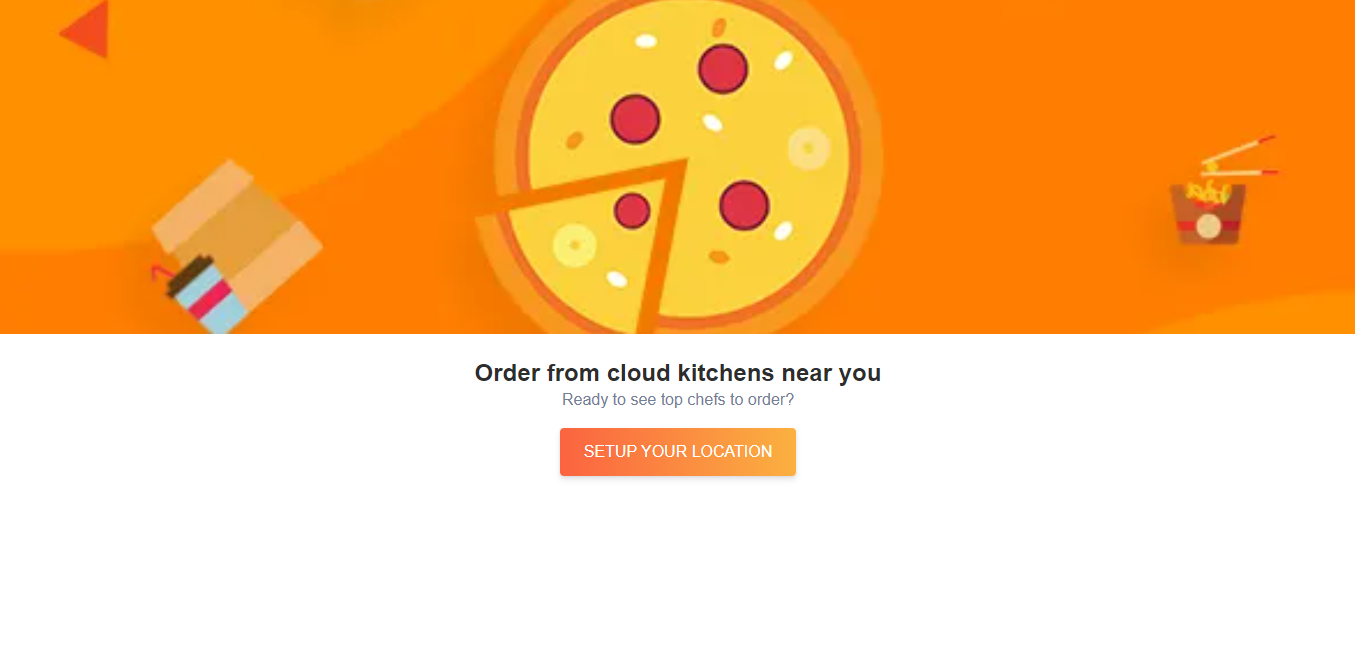 Order from cloud kitchens near you
Ready to see top chefs to order?
SETUP YOUR LOCATION